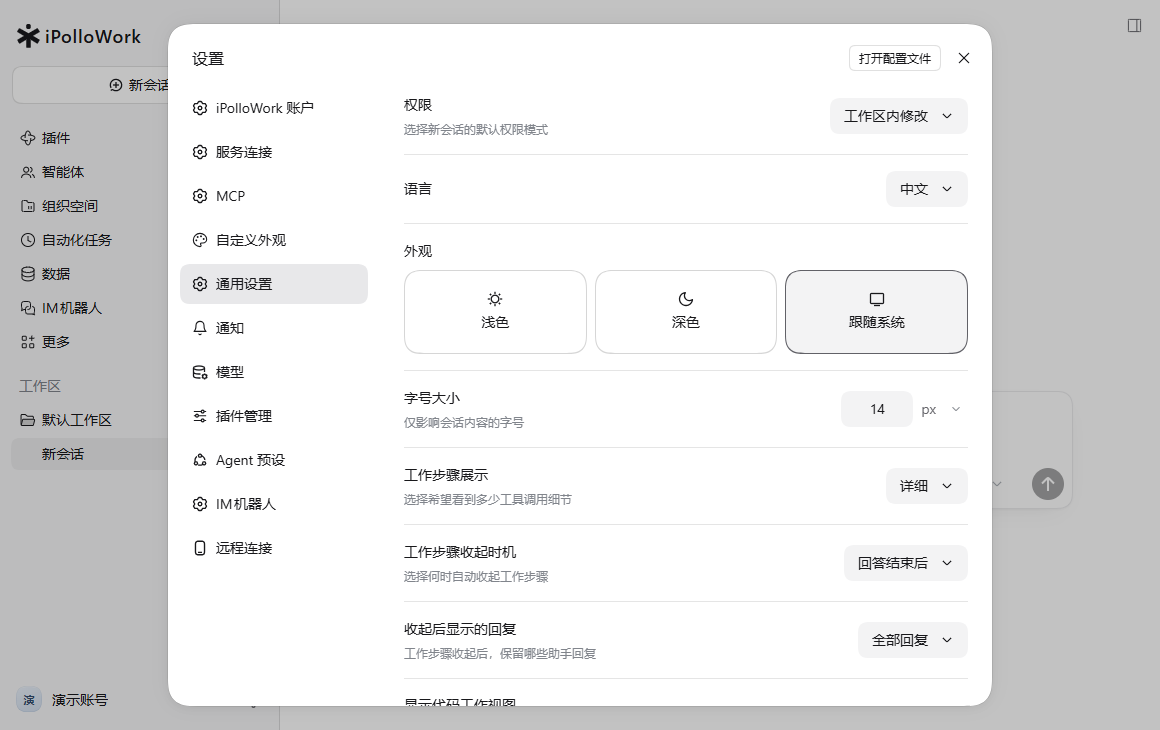 iPolloWork
新会话
插件
智能体
组织空间
自动化任务
数据
IM机器人
更多
工作区
默认工作区
新会话
演
演示账号
设置
打开配置文件
iPolloWork 账户
服务连接
MCP
自定义外观
通用设置
通知
模型
插件管理
Agent 预设
IM机器人
远程连接
权限
选择新会话的默认权限模式
工作区内修改
语言
中文
外观
浅色
深色
跟随系统
字号大小
仅影响会话内容的字号
14
px
工作步骤展示
选择希望看到多少工具调用细节
详细
工作步骤收起时机
选择何时自动收起工作步骤
回答结束后
收起后显示的回复
工作步骤收起后，保留哪些助手回复
全部回复
显示代码工作视图